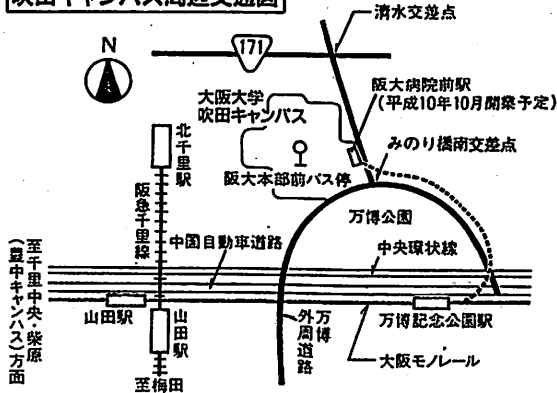 吹田キャンパス周辺交通図
清水交差点
N
171
阪大病院前駅
(平成10年10月開業予定)
大阪大学
吹田キャンパス
みのり橋南交差点
北千里駅
阪大本部前バス停
万博公園
阪急千里線
中国自動車道路
中央環状線
至千里中央・柴原
(豊中キャンパス)方面
山田駅
山田駅
万博
外周道路
万博記念公園駅
大阪モノレール
至梅田